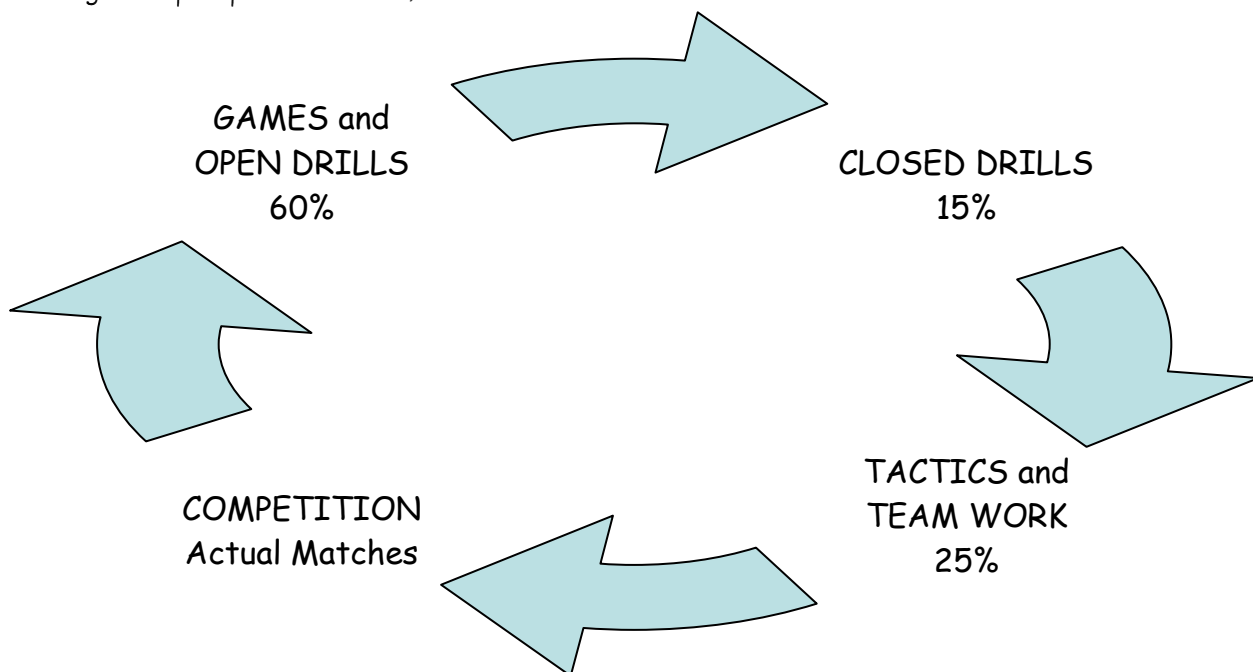 GAMES and
OPEN DRILLS
60%
CLOSED DRILLS
15%
TACTICS and
TEAM WORK
25%
COMPETITION
Actual Matches